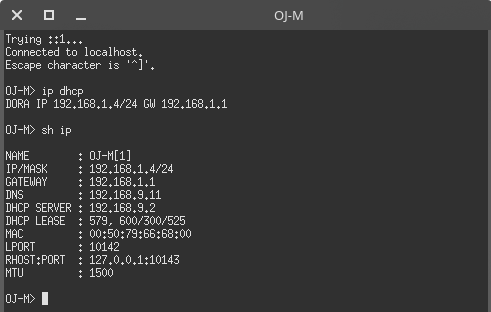 OJ-M
Trying ::1...
Connected to localhost.
Escape character is '^]'.
OJ-M> ip dhcp
DORA IP 192.168.1.4/24 GW 192.168.1.1
OJ-M> sh ip
NAME        : OJ-M[1]
IP/MASK     : 192.168.1.4/24
GATEWAY     : 192.168.1.1
DNS         : 192.168.9.11
DHCP SERVER : 192.168.9.2
DHCP LEASE  : 579, 600/300/525
MAC         : 00:50:79:66:68:00
LPORT       : 10142
RHOST:PORT  : 127.0.0.1:10143
MTU         : 1500
OJ-M>